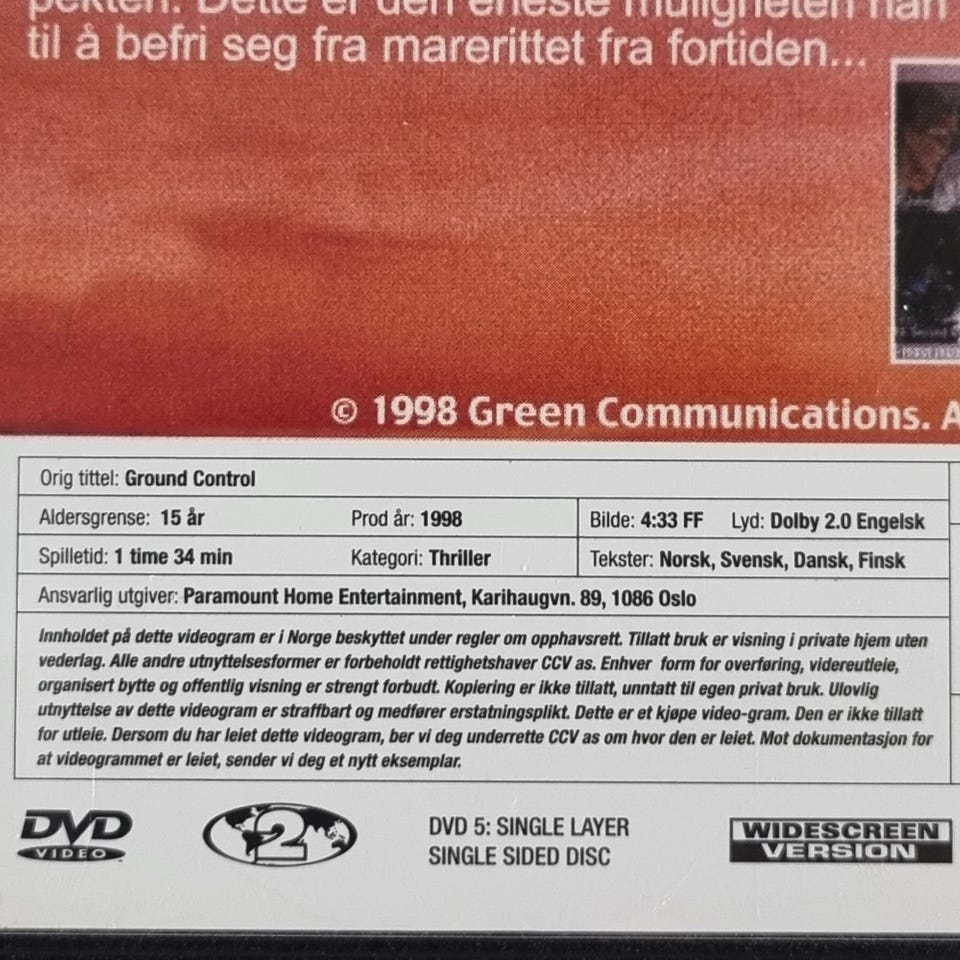 pekten. Dette er den eneste muligheten han
til å befri seg fra marerittet fra fortiden...
© 1998 Green Communications. A
Orig tittel: Ground Control
Aldersgrense: 15 år Prod år: 1998 Bilde: 4:33 FF Lyd: Dolby 2.0 Engelsk
Spilletid: 1 time 34 min Kategori: Thriller Tekster: Norsk, Svensk, Dansk, Finsk
Ansvarlig utgiver: Paramount Home Entertainment, Karihaugvn. 89, 1086 Oslo
Innholdet på dette videogram er i Norge beskyttet under regler om opphavsrett. Tillatt bruk er visning i private hjem uten
vederlag. Alle andre utnyttelsesformer er forbeholdt rettighetshaver CCV as. Enhver form for overføring, videreutleie,
organisert bytte og offentlig visning er strengt forbudt. Kopiering er ikke tillatt, unntatt til egen privat bruk. Ulovlig
utnyttelse av dette videogram er straffbart og medfører erstatningsplikt. Dette er et kjøpe video-gram. Den er ikke tillatt
for utleie. Dersom du har leiet dette videogram, ber vi deg underrette CCV as om hvor den er leiet. Mot dokumentasjon for
at videogrammet er leiet, sender vi deg et nytt eksemplar.
DVD VIDEO
2
DVD 5: SINGLE LAYER
SINGLE SIDED DISC
WIDESCREEN
VERSION